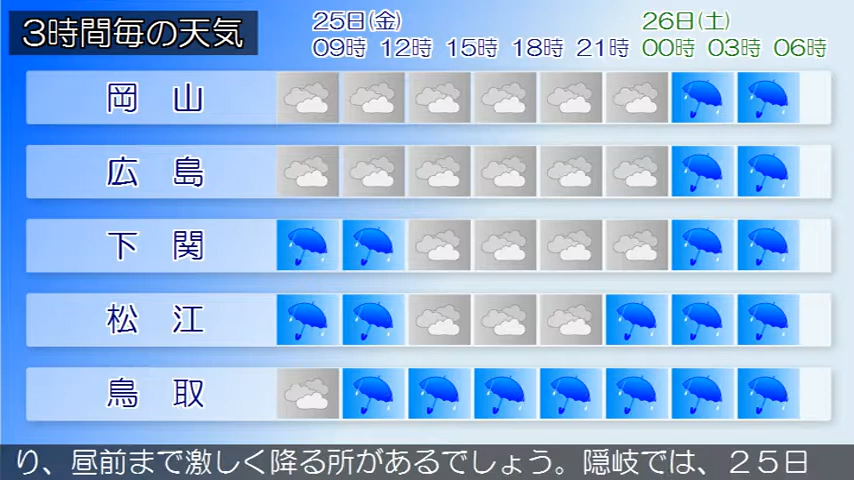 3時間毎の天気
25日(金) 26日(土)
09時 12時 15時 18時 21時 00時 03時 06時
岡 山
広 島
下 関
松 江
鳥 取
り、昼前まで激しく降る所があるでしょう。隠岐では、２５日